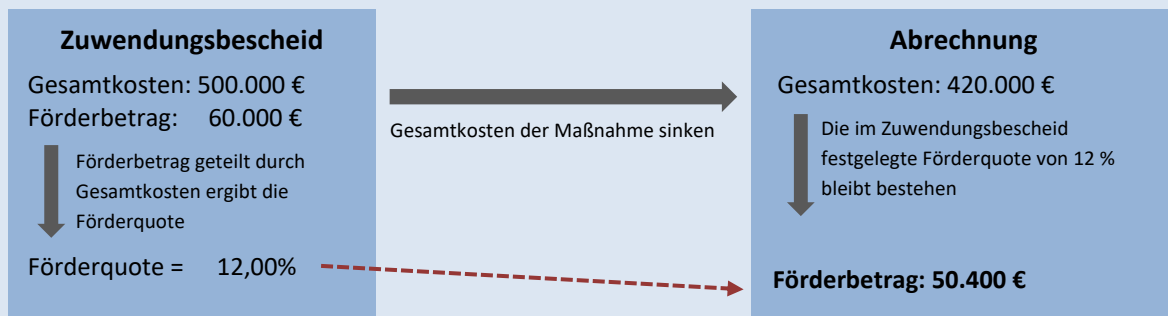 Zuwendungsbescheid
Gesamtkosten: 500.000 €
Förderbetrag: 60.000 €
Förderbetrag geteilt durch
Gesamtkosten ergibt die
Förderquote
Förderquote = 12,00%
Gesamtkosten der Maßnahme sinken
Abrechnung
Gesamtkosten: 420.000 €
Die im Zuwendungsbescheid
festgelegte Förderquote von 12 %
bleibt bestehen
Förderbetrag: 50.400 €